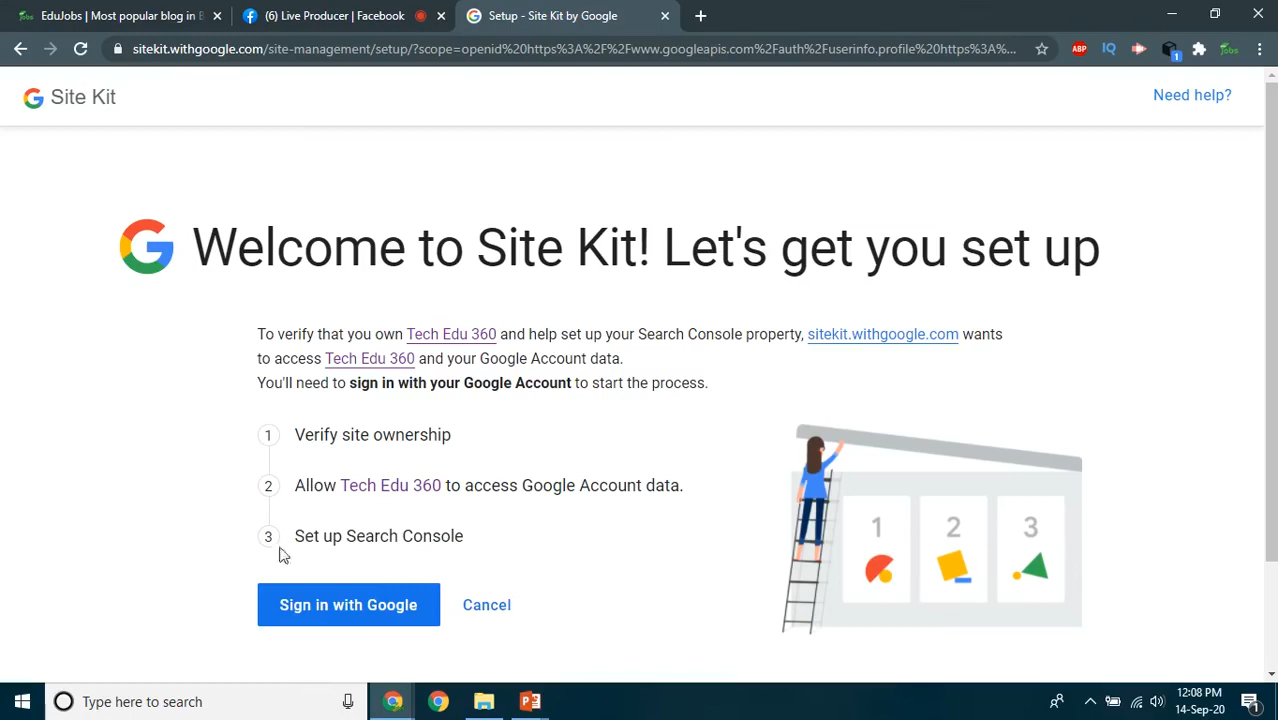 EduJobs | Most popular blog in B
(6) Live Producer | Facebook
Setup - Site Kit by Google
sitekit.withgoogle.com/site-management/setup/?scope=openid%20https%3A%2F%2Fwww.googleapis.com%2Fauth%2Fuserinfo.profile%20https%3A%...
ABP
IQ
1
Jobs
G Site Kit
Need help?
G Welcome to Site Kit! Let's get you set up
To verify that you own Tech Edu 360 and help set up your Search Console property, sitekit.withgoogle.com wants
to access Tech Edu 360 and your Google Account data.
You'll need to sign in with your Google Account to start the process.
1 Verify site ownership
2 Allow Tech Edu 360 to access Google Account data.
3 Set up Search Console
1 2 3
Sign in with Google
Cancel
Type here to search
12:08 PM
14-Sep-20
1